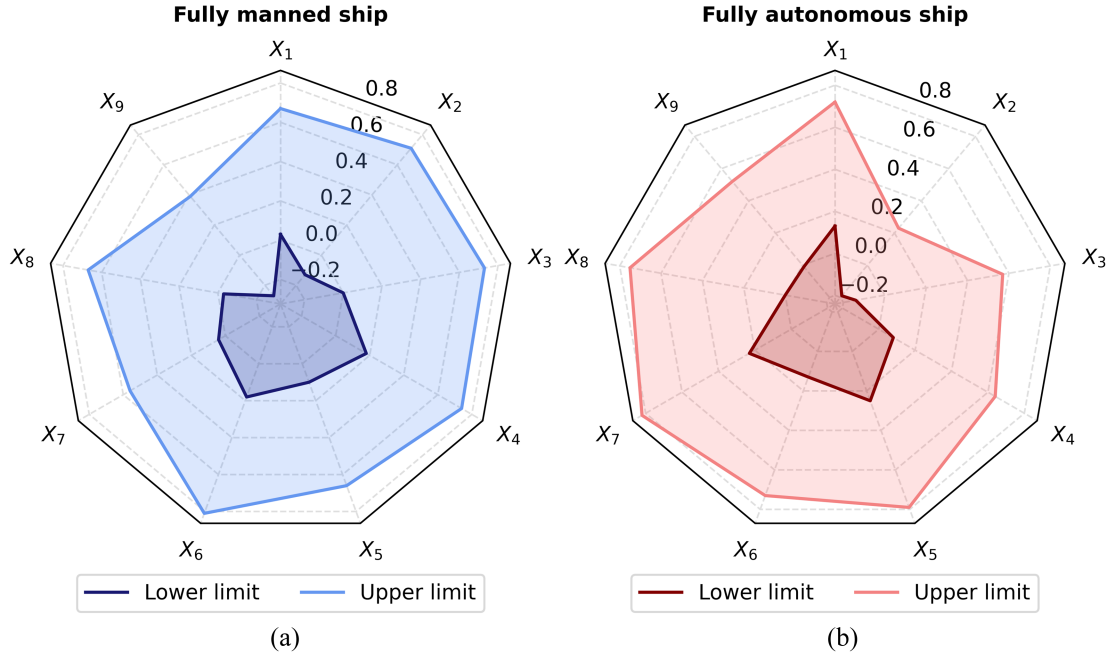 Fully manned ship
X1
X2
X3
X4
X5
X6
X7
X8
X9
0.8
0.6
0.4
0.2
0.0
−0.2
Lower limit
Upper limit
(a)
Fully autonomous ship
X1
X2
X3
X4
X5
X6
X7
X8
X9
0.8
0.6
0.4
0.2
0.0
−0.2
Lower limit
Upper limit
(b)